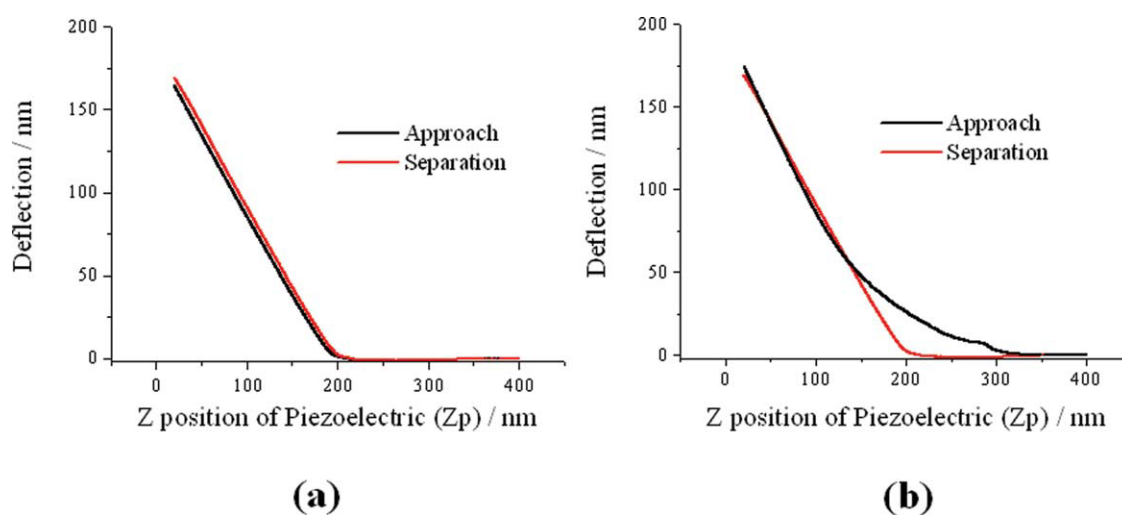 200
150
100
50
0
Deflection / nm
Approach
Separation
0 100 200 300 400
Z position of Piezoelectric (Zp) / nm
(a)
200
150
100
50
0
Deflection / nm
Approach
Separation
0 100 200 300 400
Z position of Piezoelectric (Zp) / nm
(b)